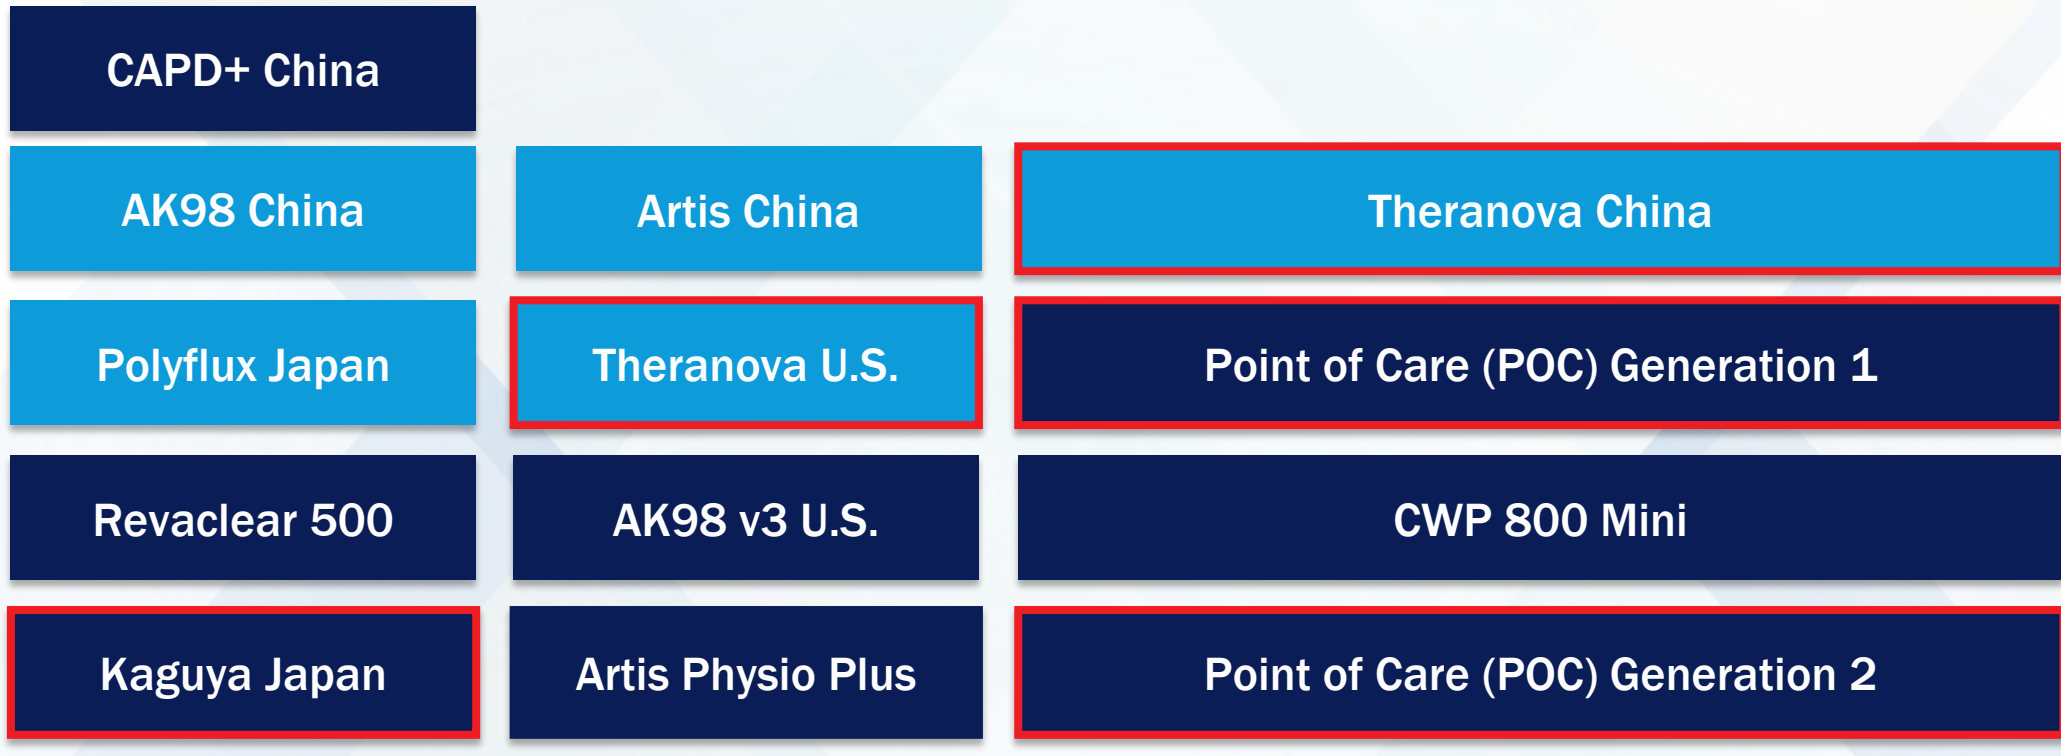 CAPD+ China
AK98 China
Artis China
Theranova China
Polyflux Japan
Theranova U.S.
Point of Care (POC) Generation 1
Revaclear 500
AK98 v3 U.S.
CWP 800 Mini
Kaguya Japan
Artis Physio Plus
Point of Care (POC) Generation 2